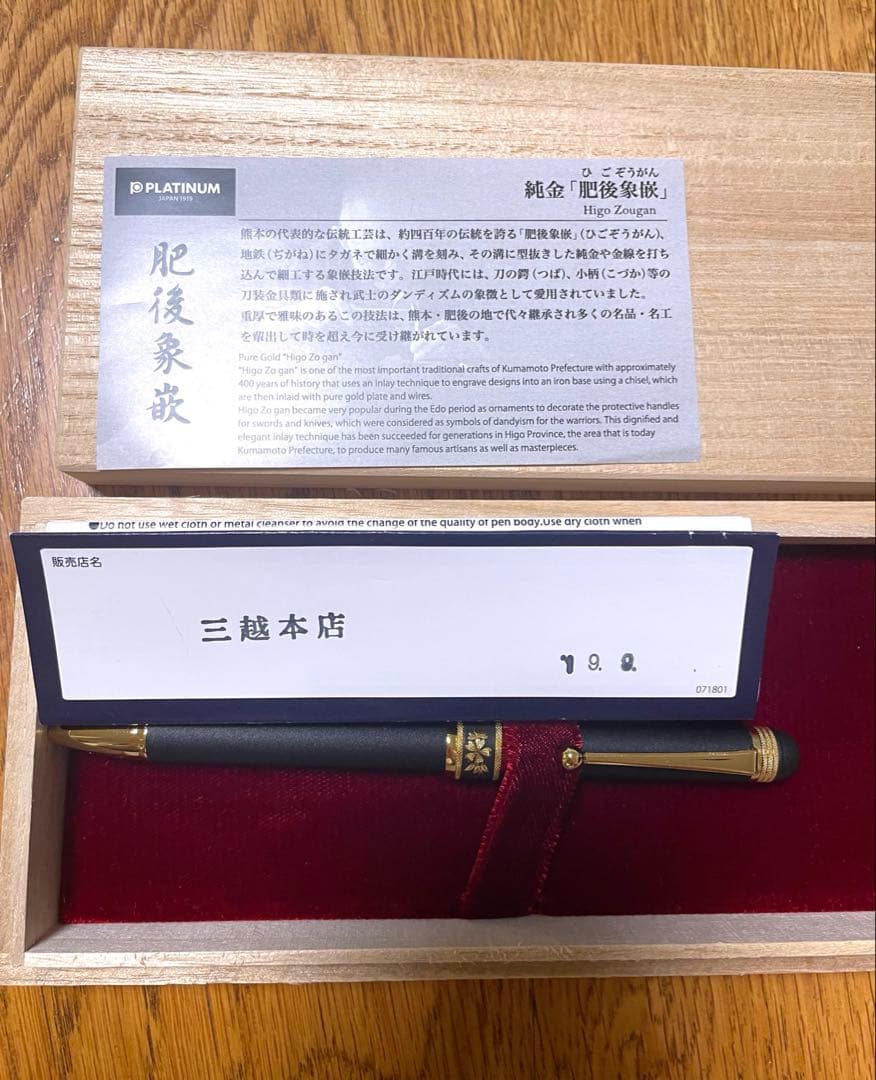 PLATINUM
JAPAN 1919
肥後象嵌
ひごぞうがん
純金「肥後象嵌」
Higo Zougan
熊本の代表的な伝統工芸は、約四百年の伝統を誇る「肥後象嵌」(ひごぞうがん)、
地鉄(ぢがね)にタガネで細かく溝を刻み、その溝に型抜きした純金や金線を打ち
込んで細工する象嵌技法です。江戸時代には、刀の鍔(つば)、小柄(こづか)等の
刀装金具類に施され武士のダンディズムの象徴として愛用されていました。
重厚で雅味のあるこの技法は、熊本・肥後の地で代々継承され多くの名品・名工
を輩出して時を超え今に受け継がれています。
Pure Gold "Higo Zo gan"
"Higo Zo gan" is one of the most important traditional crafts of Kumamoto Prefecture with approximately
400 years of history that uses an inlay technique to engrave designs into an iron base using a chisel, which
are then inlaid with pure gold plate and wires.
Higo Zo gan became very popular during the Edo period as ornaments to decorate the protective handles
for swords and knives, which were considered as symbols of dandyism for the warriors. This dignified and
elegant inlay technique has been succeeded for generations in Higo Province, the area that is today
Kumamoto Prefecture, to produce many famous artisans as well as masterpieces.
●Do not use wet cloth or metal cleanser to avoid the change of the quality of pen body.Use dry cloth when
販売店名
三越本店
19. 9.
071801